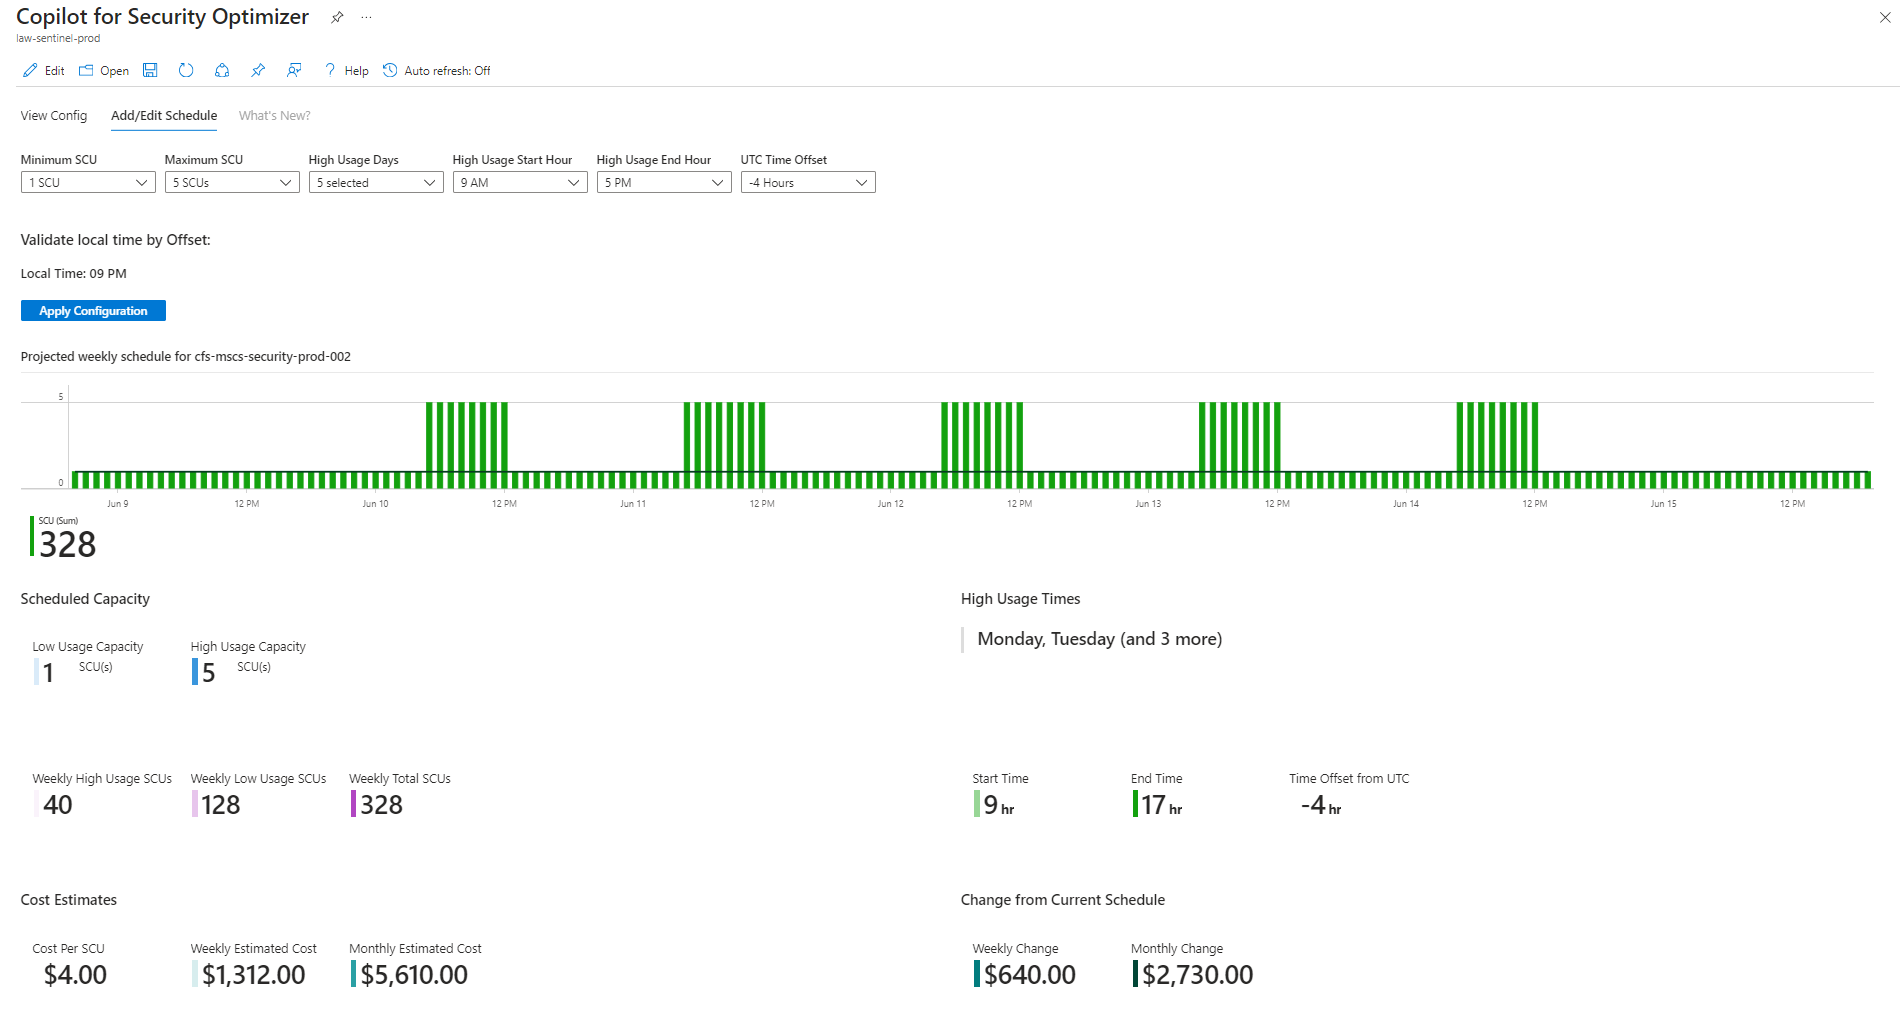 Copilot for Security Optimizer
law-sentinel-prod
Edit Open Help Auto refresh: Off
View Config Add/Edit Schedule What's New?
Minimum SCU Maximum SCU High Usage Days High Usage Start Hour High Usage End Hour UTC Time Offset
1 SCU 5 SCUs 5 selected 9 AM 5 PM -4 Hours
Validate local time by Offset:
Local Time: 09 PM
Apply Configuration
Projected weekly schedule for cfs-mscs-security-prod-002
5
0
Jun 9 12 PM Jun 10 12 PM Jun 11 12 PM Jun 12 12 PM Jun 13 12 PM Jun 14 12 PM Jun 15 12 PM
SCU (Sum)
328
Scheduled Capacity High Usage Times
Monday, Tuesday (and 3 more)
Low Usage Capacity High Usage Capacity
1 SCU(s) 5 SCU(s)
Weekly High Usage SCUs Weekly Low Usage SCUs Weekly Total SCUs Start Time End Time Time Offset from UTC
40 128 328 9 hr 17 hr -4 hr
Cost Estimates Change from Current Schedule
Cost Per SCU Weekly Estimated Cost Monthly Estimated Cost Weekly Change Monthly Change
$4.00 $1,312.00 $5,610.00 $640.00 $2,730.00